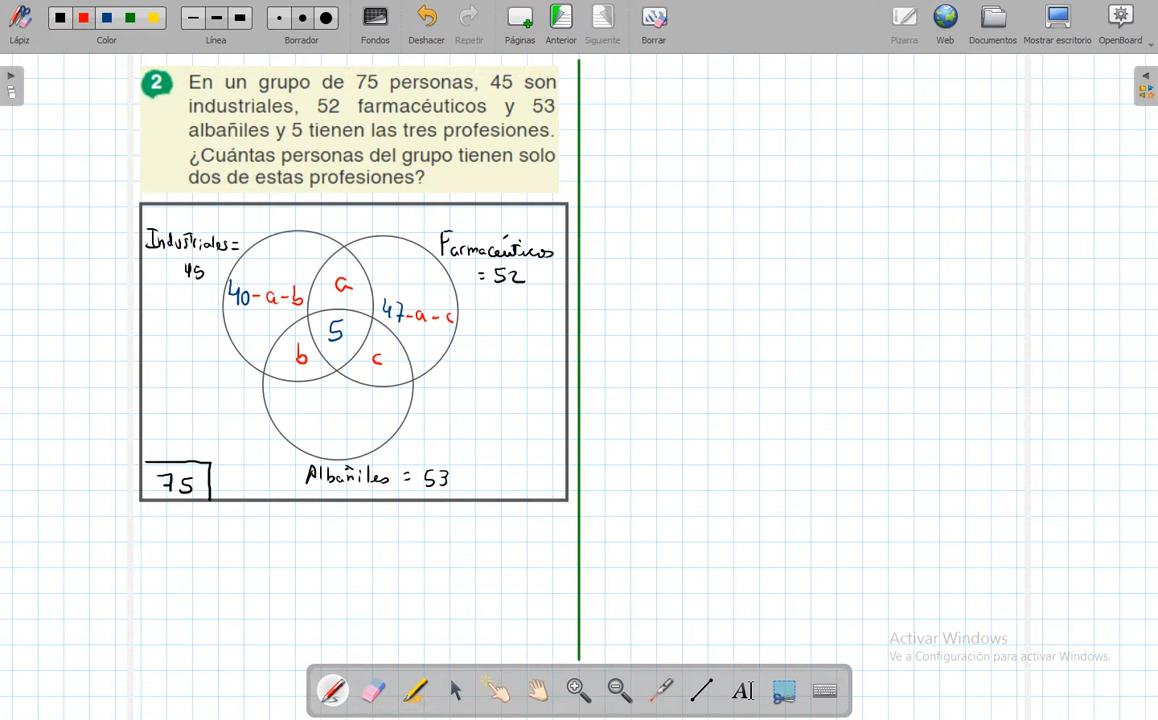 Lápiz
Color
Línea
Borrador
Fondos
Deshacer
Repetir
Páginas
Anterior
Siguiente
Borrar
Pizarra
Web
Documentos
Mostrar escritorio
OpenBoard
2 En un grupo de 75 personas, 45 son
industriales, 52 farmacéuticos y 53
albañiles y 5 tienen las tres profesiones.
¿Cuántas personas del grupo tienen solo
dos de estas profesiones?
Industriales =
45
Farmacéuticos
= 52
40-a-b
a
47-a-c
5
b
c
75
Albañiles = 53
Activar Windows
Ve a Configuración para activar Windows.
AI